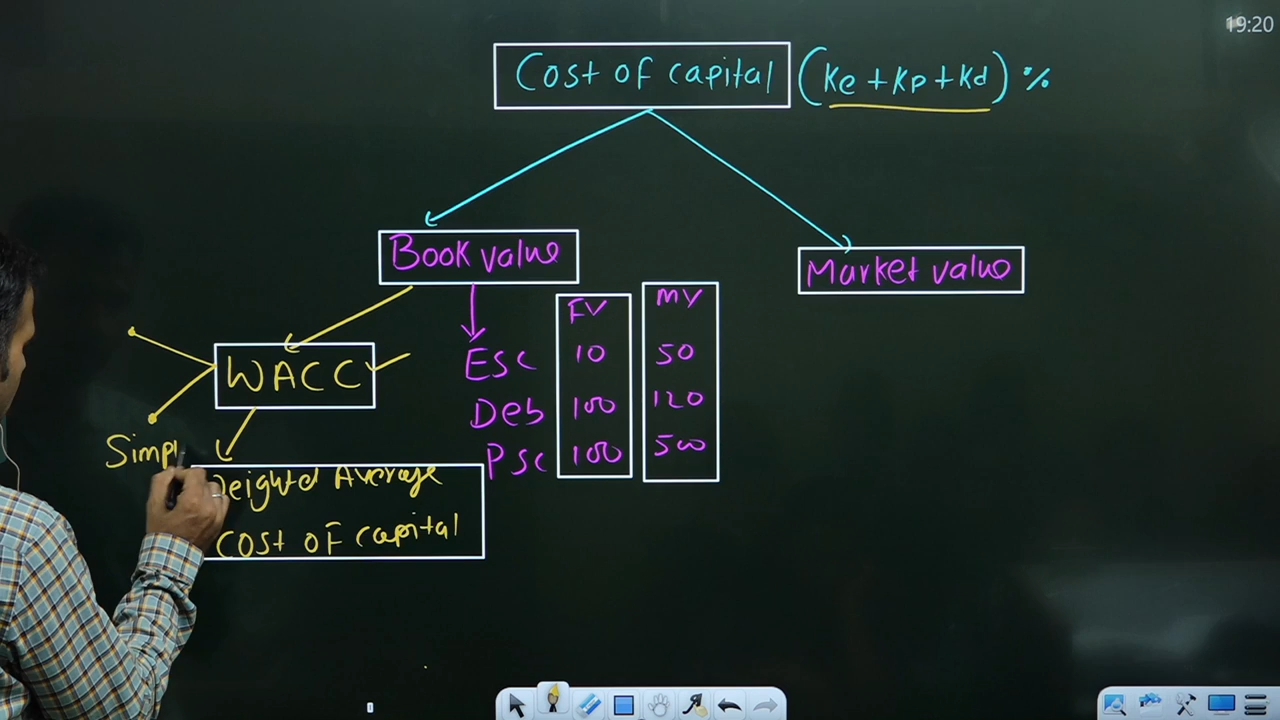 19:20
Cost of capital (Ke + Kp + Kd) %
Book value
Market value
FV
MV
WACC
Esc 10 50
Deb 100 120
Psc 100 500
Simpl
Weighted Average
Cost of capital